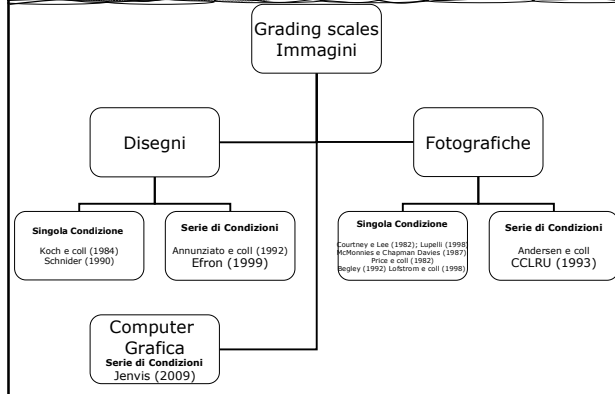 Grading scales
Immagini
Disegni
Fotografiche
Singola Condizione
Koch e coll (1984)
Schnider (1990)
Serie di Condizioni
Annunziato e coll (1992)
Efron (1999)
Singola Condizione
Courtney e Lee (1982); Lupelli (1998)
McMonnies e Chapman Davies (1987)
Price e coll (1982)
Begley (1992) Lofstrom e coll (1998)
Serie di Condizioni
Andersen e coll
CCLRU (1993)
Computer
Grafica
Serie di Condizioni
Jenvis (2009)